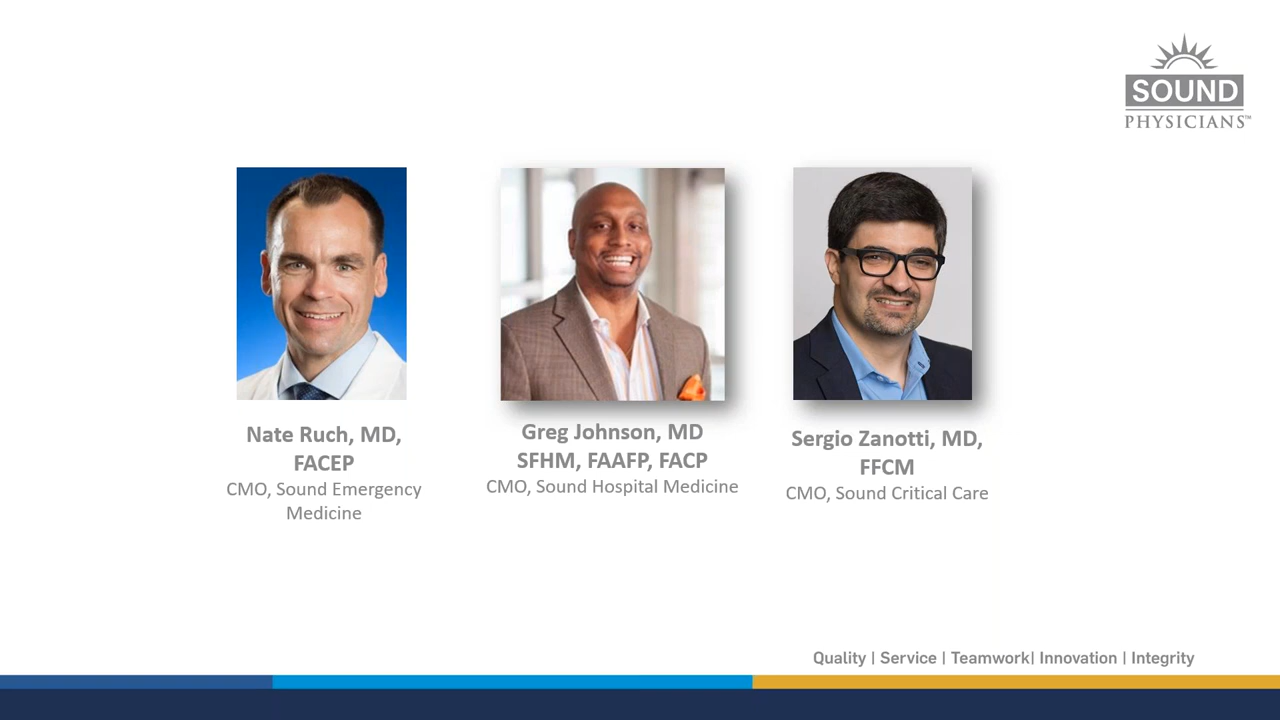 SOUND
PHYSICIANS™
Nate Ruch, MD,
FACEP
CMO, Sound Emergency
Medicine
Greg Johnson, MD
SFHM, FAAFP, FACP
CMO, Sound Hospital Medicine
Sergio Zanotti, MD,
FFCM
CMO, Sound Critical Care
Quality | Service | Teamwork| Innovation | Integrity